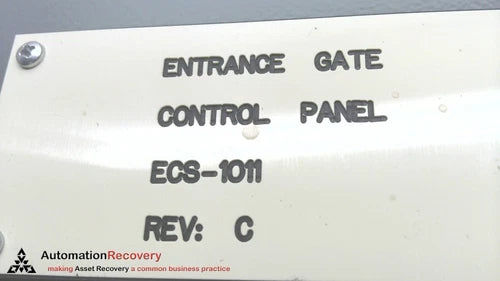 ENTRANCE GATE
CONTROL PANEL
ECS-1011
REV: C
AutomationRecovery
making Asset Recovery a common business practice